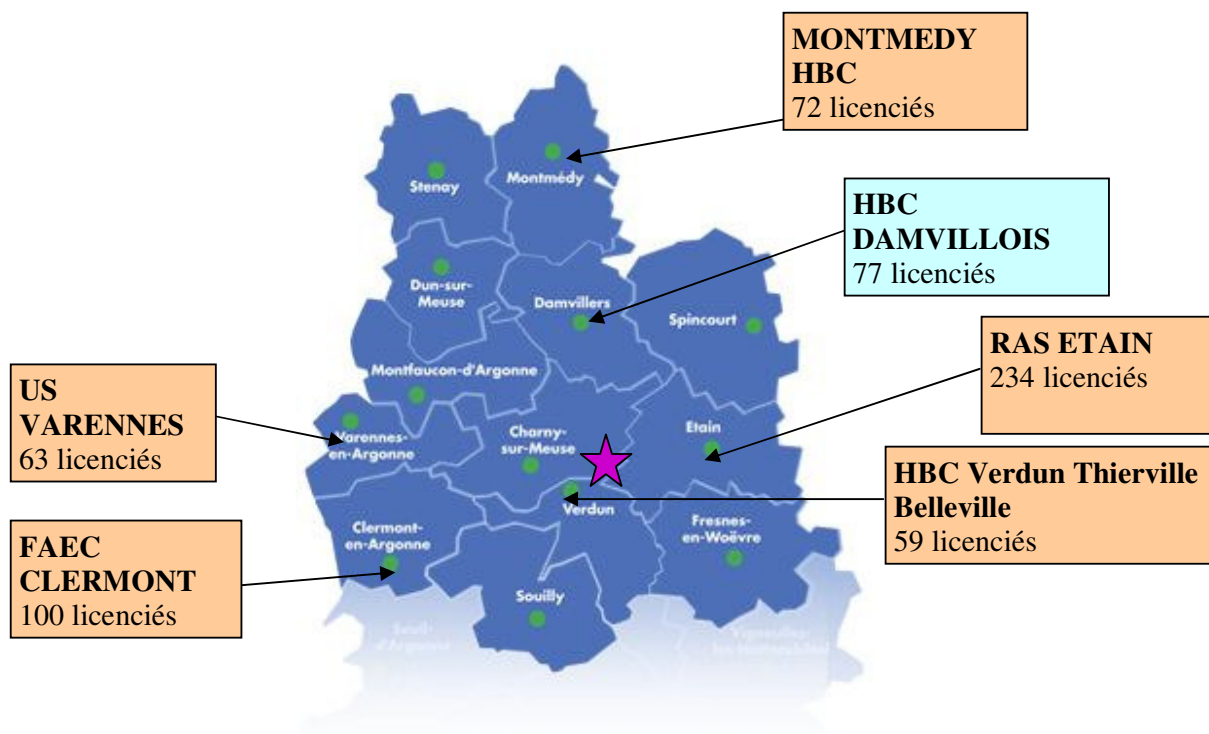 MONTMEDY
HBC
72 licenciés
Stenay
Montmédy
HBC
DAMVILLOIS
77 licenciés
Dun-sur-
Meuse
Damvillers
Spincourt
RAS ETAIN
234 licenciés
US
VARENNES
63 licenciés
Montfaucon-d'Argonne
Varennes-
en-Argonne
Charny-
sur-Meuse
Etain
HBC Verdun Thierville
Belleville
59 licenciés
Verdun
Clermont-
en-Argonne
Fresnes-
en-Woëvre
FAEC
CLERMONT
100 licenciés
Souilly
d'Argonne